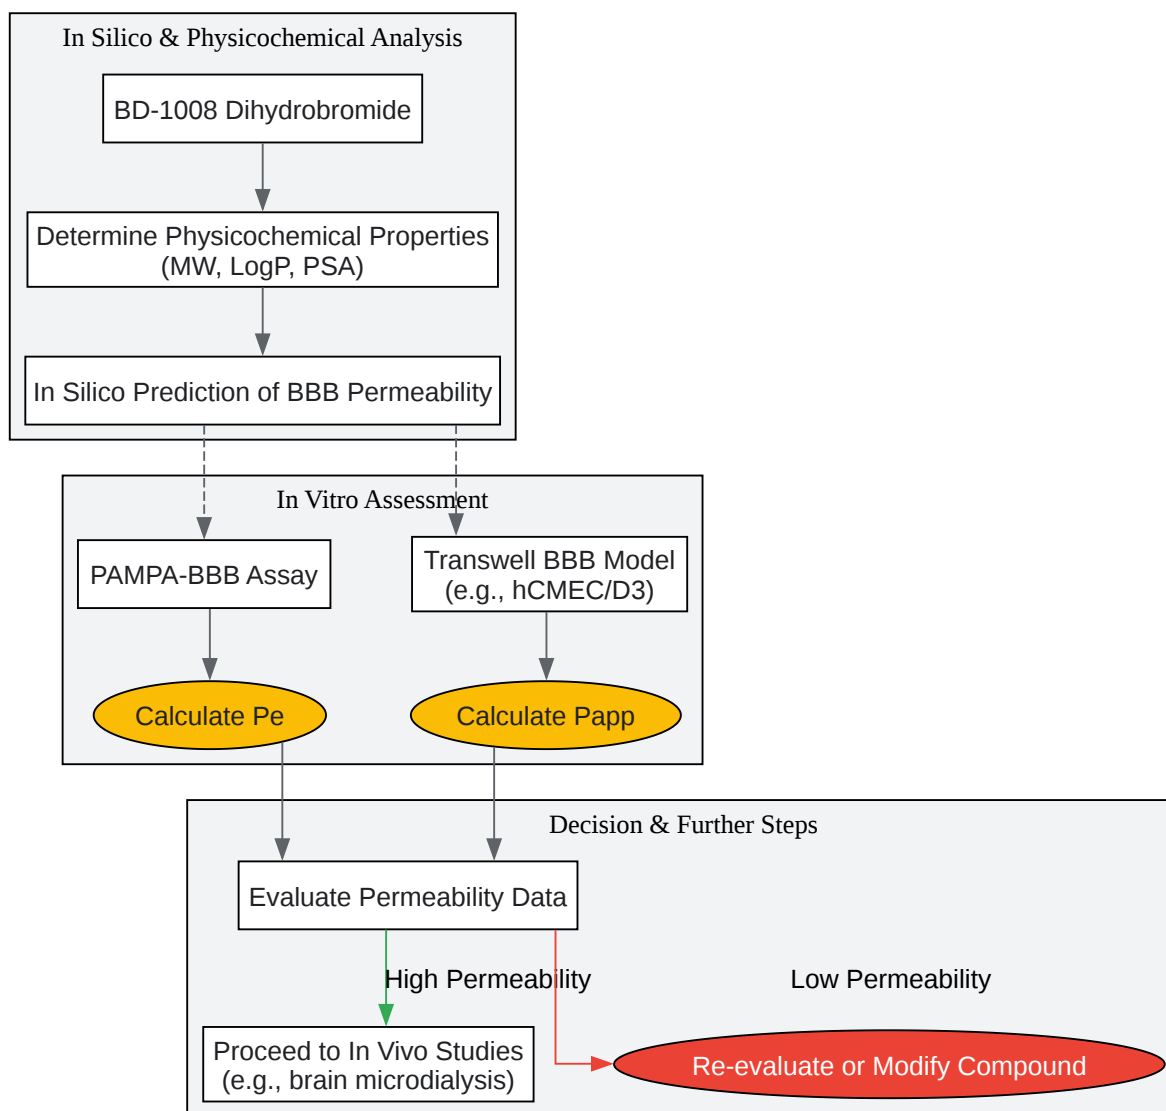 In Silico & Physicochemical Analysis
BD-1008 Dihydrobromide
Determine Physicochemical Properties
(MW, LogP, PSA)
In Silico Prediction of BBB Permeability
In Vitro Assessment
PAMPA-BBB Assay
Transwell BBB Model
(e.g., hCMEC/D3)
Calculate Pe
Calculate Papp
Decision & Further Steps
Evaluate Permeability Data
High Permeability
Low Permeability
Proceed to In Vivo Studies
(e.g., brain microdialysis)
Re-evaluate or Modify Compound